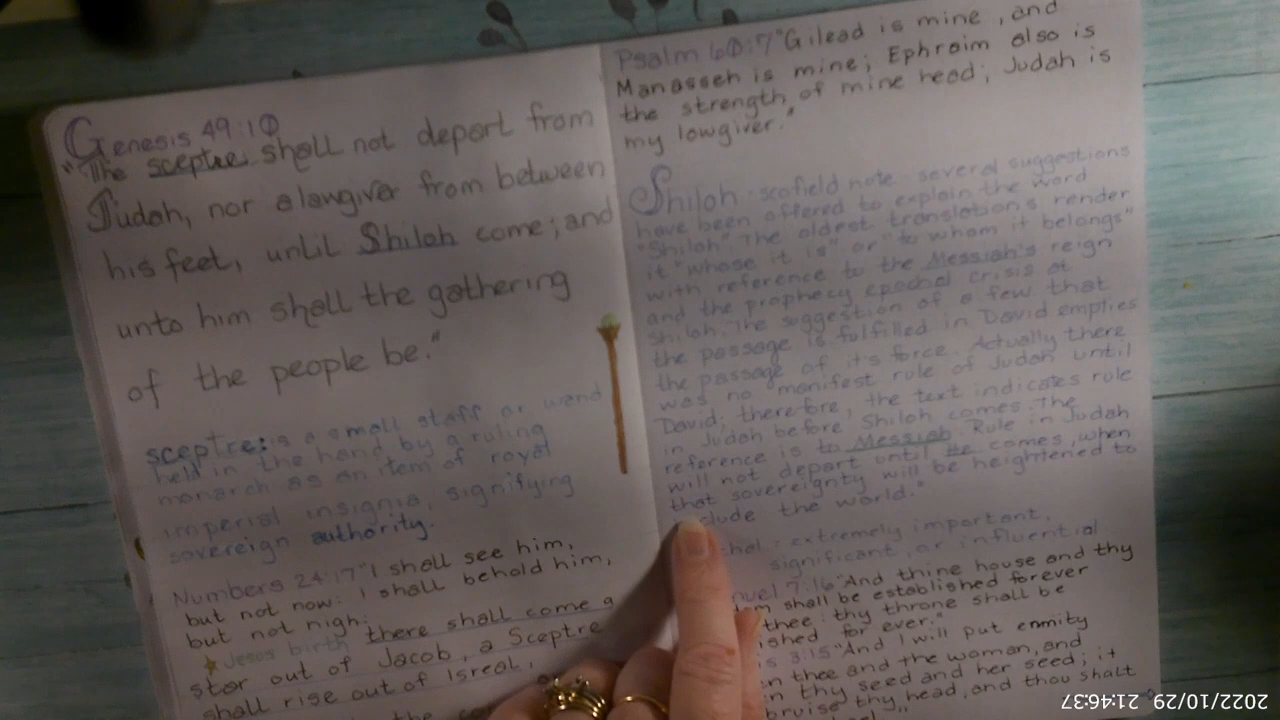 Genesis 49:10
"The sceptre shall not depart from
Judah, nor a lawgiver from between
his feet, until Shiloh come; and
unto him shall the gathering
of the people be."
sceptre: is a small staff or wand
held in the hand by a ruling
monarch as an item of royal
imperial insignia, signifying
sovereign authority.
Numbers 24:17 "I shall see him,
but not now: I shall behold him,
but not nigh:
Jesus birth there shall come a
star out of Jacob, a Sceptre
shall rise out of Isreal,
the
Psalm 60:7 "Gilead is mine, and
Manasseh is mine; Ephraim also is
the strength of mine head; Judah is
my lawgiver."
Shiloh: scofield note several suggestions
have been offered to explain the word
"Shiloh" The oldest translations render
it "whose it is" or "to whom it belongs"
with reference to the Messiah's reign
and the prophecy epochal crisis at
Shiloh. The suggestion of a few that
the passage is fulfilled in David empties
the passage of its force. Actually there
was no manifest rule of Judah until
David; therefore, the text indicates rule
in Judah before Shiloh comes. The
reference is to Messiah Rule in Judah
will not depart until He comes, when
that sovereignty will be heightened to
clude the world."
chal: extremely important,
significant, or influential
nuel 7:16 "And thine house and thy
m shall be established forever
thee: thy throne shall be
ished for ever."
s 3:15 "And I will put enmity
n thee and the woman, and
n thy seed and her seed; it
bruise thy head, and thou shalt
2022/10/29 21:46:37